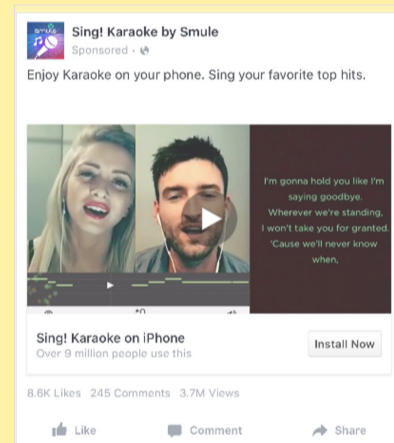 smule
Sing! Karaoke by Smule
Sponsored ·
Enjoy Karaoke on your phone. Sing your favorite top hits.
I'm gonna hold you like I'm
saying goodbye.
Wherever we're standing,
I won't take you for granted.
'Cause we'll never know
when,
Sing! Karaoke on iPhone
Over 9 million people use this
Install Now
8.6K Likes 245 Comments 3.7M Views
Like Comment Share